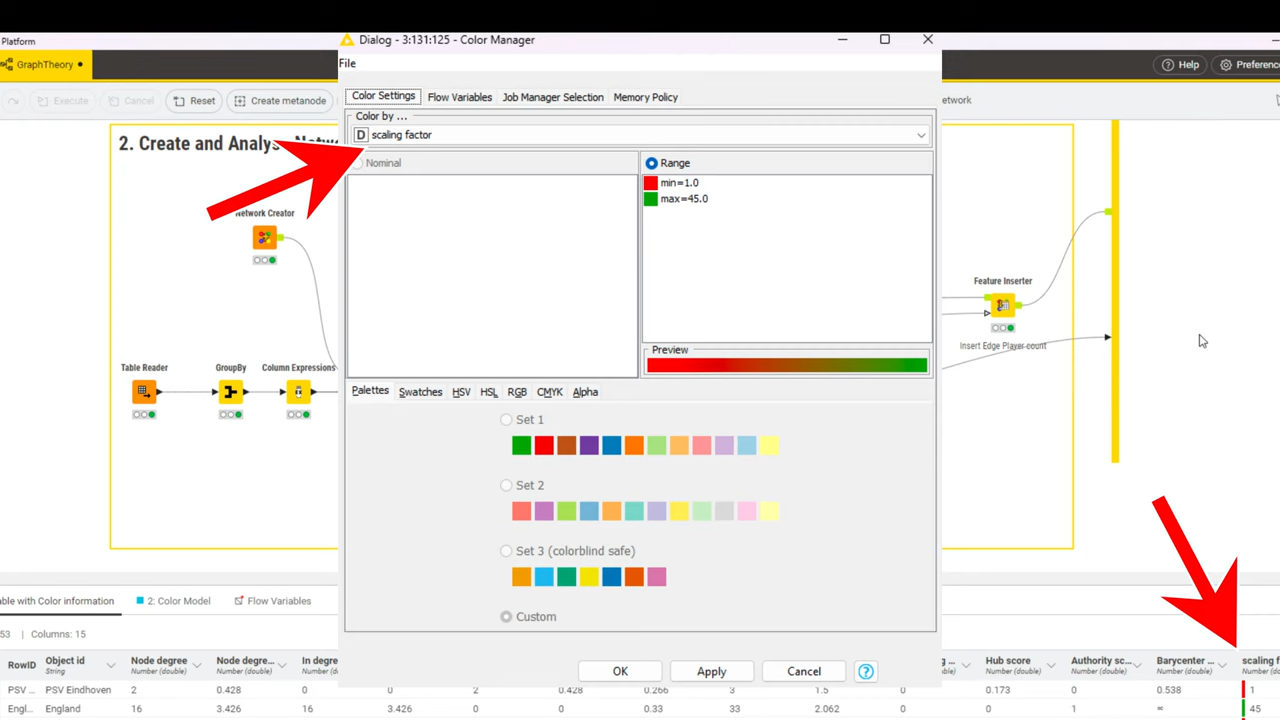 Dialog - 3:131:125 - Color Manager
Platform
File
GraphTheory
Help
Preference
Execute
Cancel
Reset
Create metanode
Color Settings
Flow Variables
Job Manager Selection
Memory Policy
Color by ...
D scaling factor
2. Create and Analys
Nominal
Range
min=1.0
max=45.0
Network Creator
Feature Inserter
Insert Edge Player count
Preview
Table Reader
GroupBy
Column Expressions
Palettes
Swatches
HSV
HSL
RGB
CMYK
Alpha
Set 1
Set 2
Set 3 (colorblind safe)
Custom
able with Color information
2: Color Model
Flow Variables
53 | Columns: 15
OK
Apply
Cancel
?
RowID
Object id
Node degree
Node degre...
In degre
Hub score
Authority sc...
Barycenter ...
scaling f
String
Number (double)
Number (double)
Number (double)
Number (double)
Number (double)
PSV ... PSV Eindhoven 2 0.428 0 2 0.428 0.266 3 1.5 0 0.173 0 0.538 1
Engl... England 16 3.426 16 3.426 0 0 0.33 33 2.062 0 0 1 ∞ 45